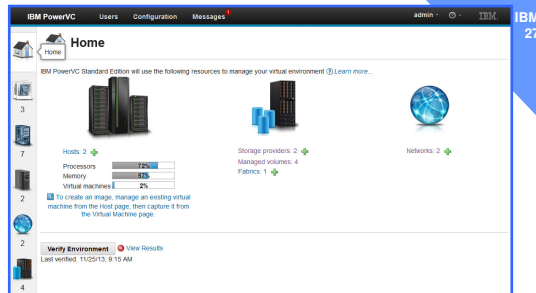 IBM PowerVC Users Configuration Messages admin IBM.
IBM
27
Home
Home
IBM PowerVC Standard Edition will use the following resources to manage your virtual environment Learn more...
3
7
2
2
4
Hosts: 2
Processors 72%
Memory 57%
Virtual machines 2%
To create an image, manage an existing virtual
machine from the Host page, then capture it from
the Virtual Machine page.
Storage providers: 2
Managed volumes: 4
Fabrics: 1
Networks: 2
Verify Environment View Results
Last verified: 11/25/13, 9:15 AM